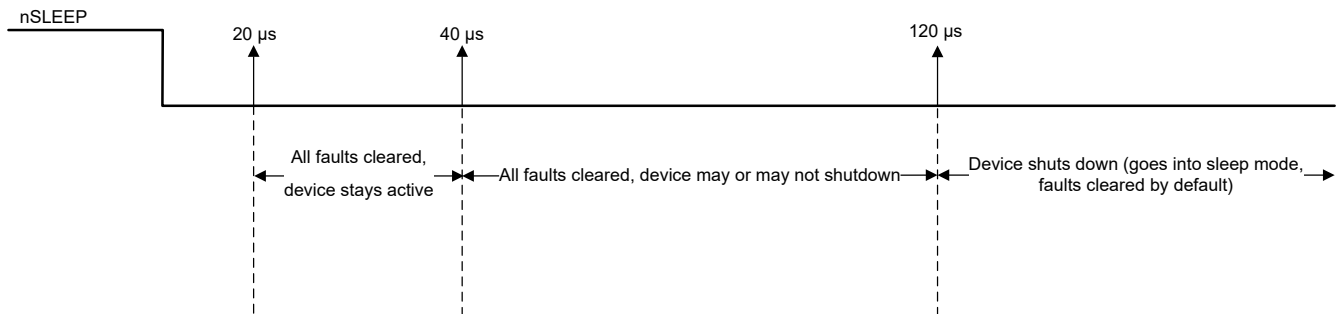 nSLEEP
20 µs
40 µs
120 µs
All faults cleared,
device stays active
All faults cleared, device may or may not shutdown
Device shuts down (goes into sleep mode,
faults cleared by default)